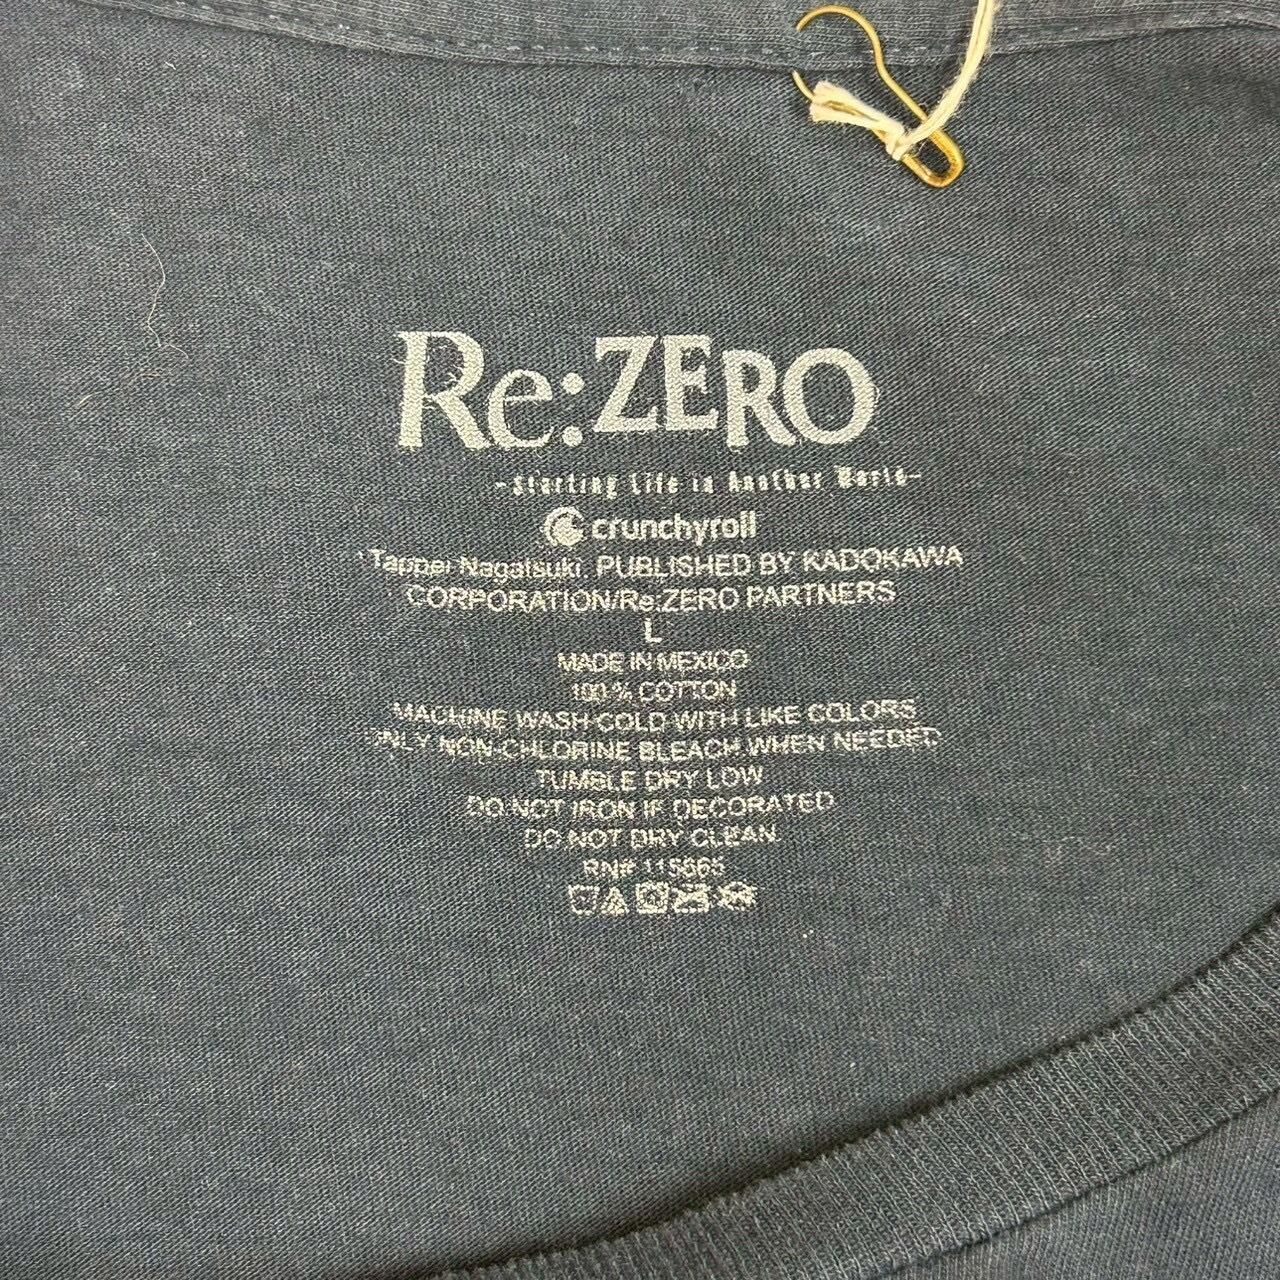 Re:ZERO
-Starting Life in Another World-
crunchyroll
Tappei Nagatsuki, PUBLISHED BY KADOKAWA
CORPORATION/Re:ZERO PARTNERS
L
MADE IN MEXICO
100 % COTTON
MACHINE WASH COLD WITH LIKE COLORS
ONLY NON-CHLORINE BLEACH WHEN NEEDED
TUMBLE DRY LOW
DO NOT IRON IF DECORATED
DO NOT DRY CLEAN
RN#